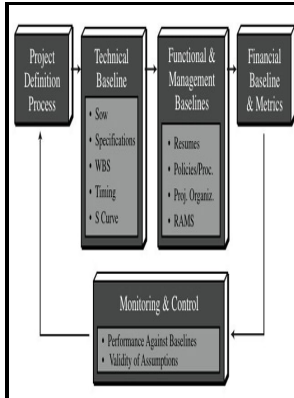 Project
Definition
Process
Technical
Baseline
• Sow
• Specifications
• WBS
• Timing
• S Curve
Functional &
Management
Baselines
• Resumes
• Policies/Proc.
• Proj. Organiz.
• RAMS
Financial
Baseline
& Metrics
Monitoring & Control
• Performance Against Baselines
• Validity of Assumptions